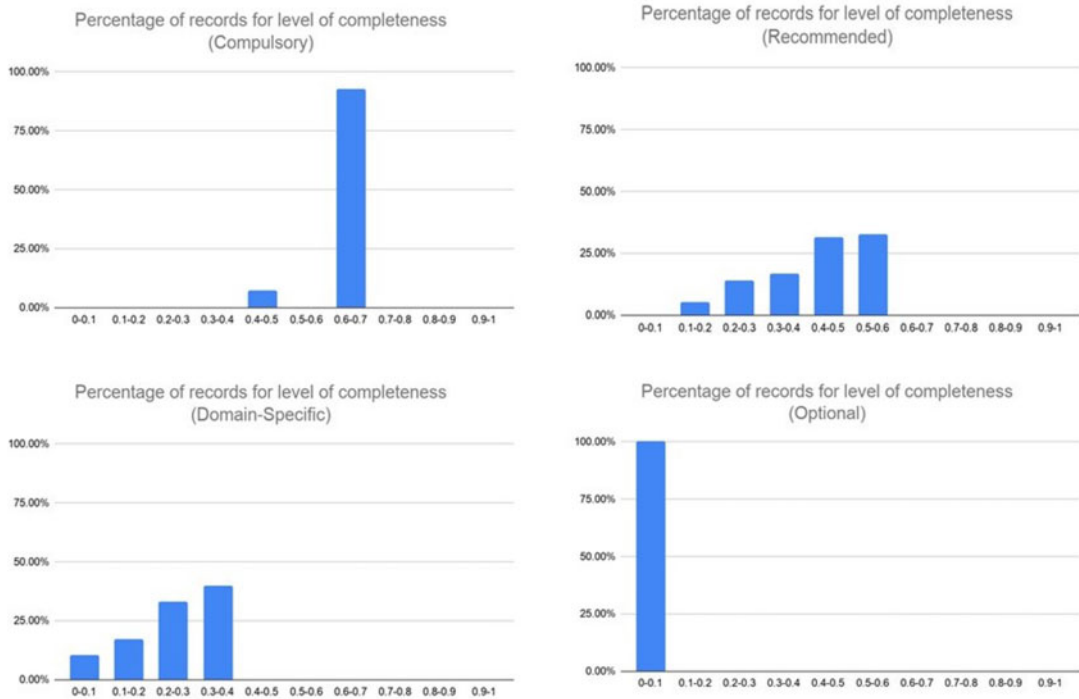 Percentage of records for level of completeness
(Compulsory)
100.00%
75.00%
50.00%
25.00%
0.00%
0-0.1 0.1-0.2 0.2-0.3 0.3-0.4 0.4-0.5 0.5-0.6 0.6-0.7 0.7-0.8 0.8-0.9 0.9-1
Percentage of records for level of completeness
(Recommended)
100.00%
75.00%
50.00%
25.00%
0.00%
0-0.1 0.1-0.2 0.2-0.3 0.3-0.4 0.4-0.5 0.5-0.6 0.6-0.7 0.7-0.8 0.8-0.9 0.9-1
Percentage of records for level of completeness
(Domain-Specific)
100.00%
75.00%
50.00%
25.00%
0.00%
0-0.1 0.1-0.2 0.2-0.3 0.3-0.4 0.4-0.5 0.5-0.6 0.6-0.7 0.7-0.8 0.8-0.9 0.9-1
Percentage of records for level of completeness
(Optional)
100.00%
75.00%
50.00%
25.00%
0.00%
0-0.1 0.1-0.2 0.2-0.3 0.3-0.4 0.4-0.5 0.5-0.6 0.6-0.7 0.7-0.8 0.8-0.9 0.9-1